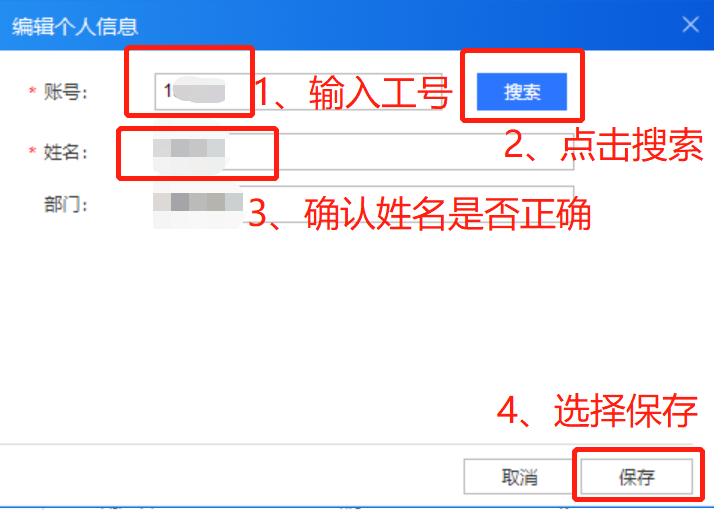 编辑个人信息
* 账号: 1
1、输入工号
搜索
2、点击搜索
* 姓名:
部门:
3、确认姓名是否正确
4、选择保存
取消
保存